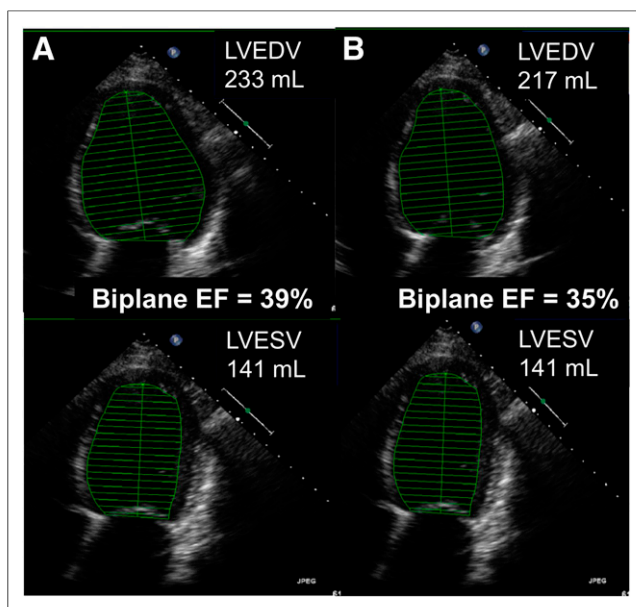 A
LVEDV
233 mL
B
LVEDV
217 mL
Biplane EF = 39%
Biplane EF = 35%
LVESV
141 mL
LVESV
141 mL
JPEG
JPEG